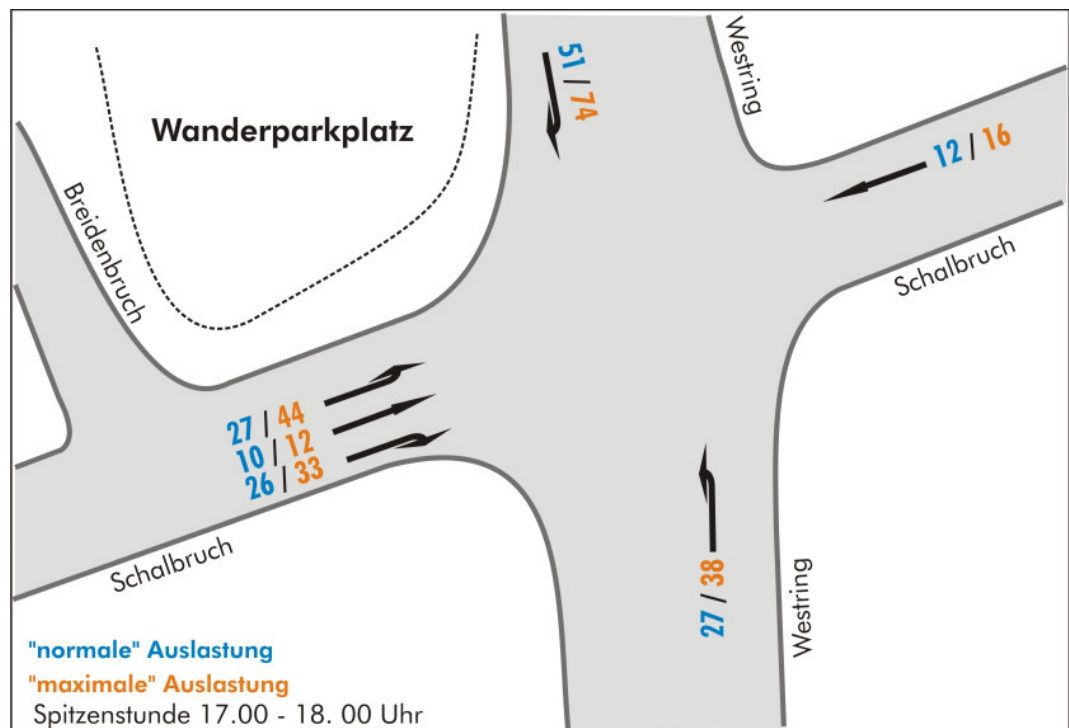 51 / 74
Westring
12 / 16
Wanderparkplatz
Breidenbruch
Schalbruch
27 / 44
10 / 12
26 / 33
Schalbruch
27 / 38
Westring
"normale" Auslastung
"maximale" Auslastung
Spitzenstunde 17.00 - 18. 00 Uhr